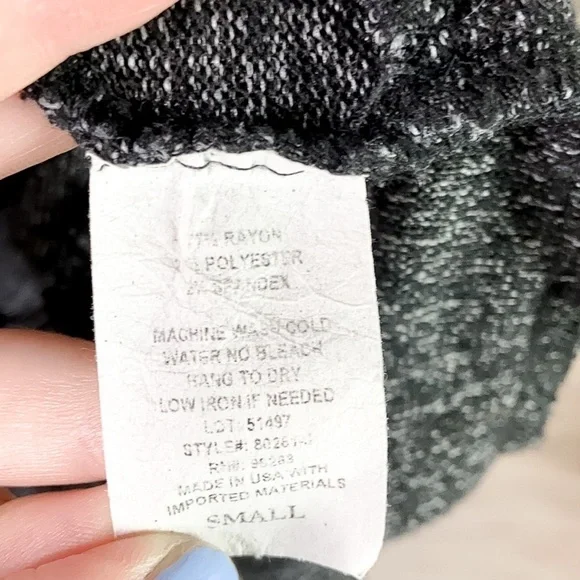 RAYON
POLYESTER
SPANDEX
MACHINE WASH COLD
WATER NO BLEACH
HANG TO DRY
LOW IRON IF NEEDED
LOT: 51497
STYLE#:
RN#:
MADE IN USA WITH
IMPORTED MATERIALS
SMALL